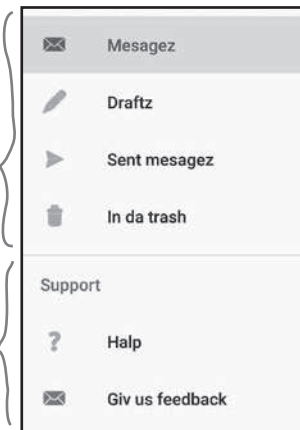 Mesagez
Draftz
Sent mesagez
In da trash
Support
Halp
Giv us feedback